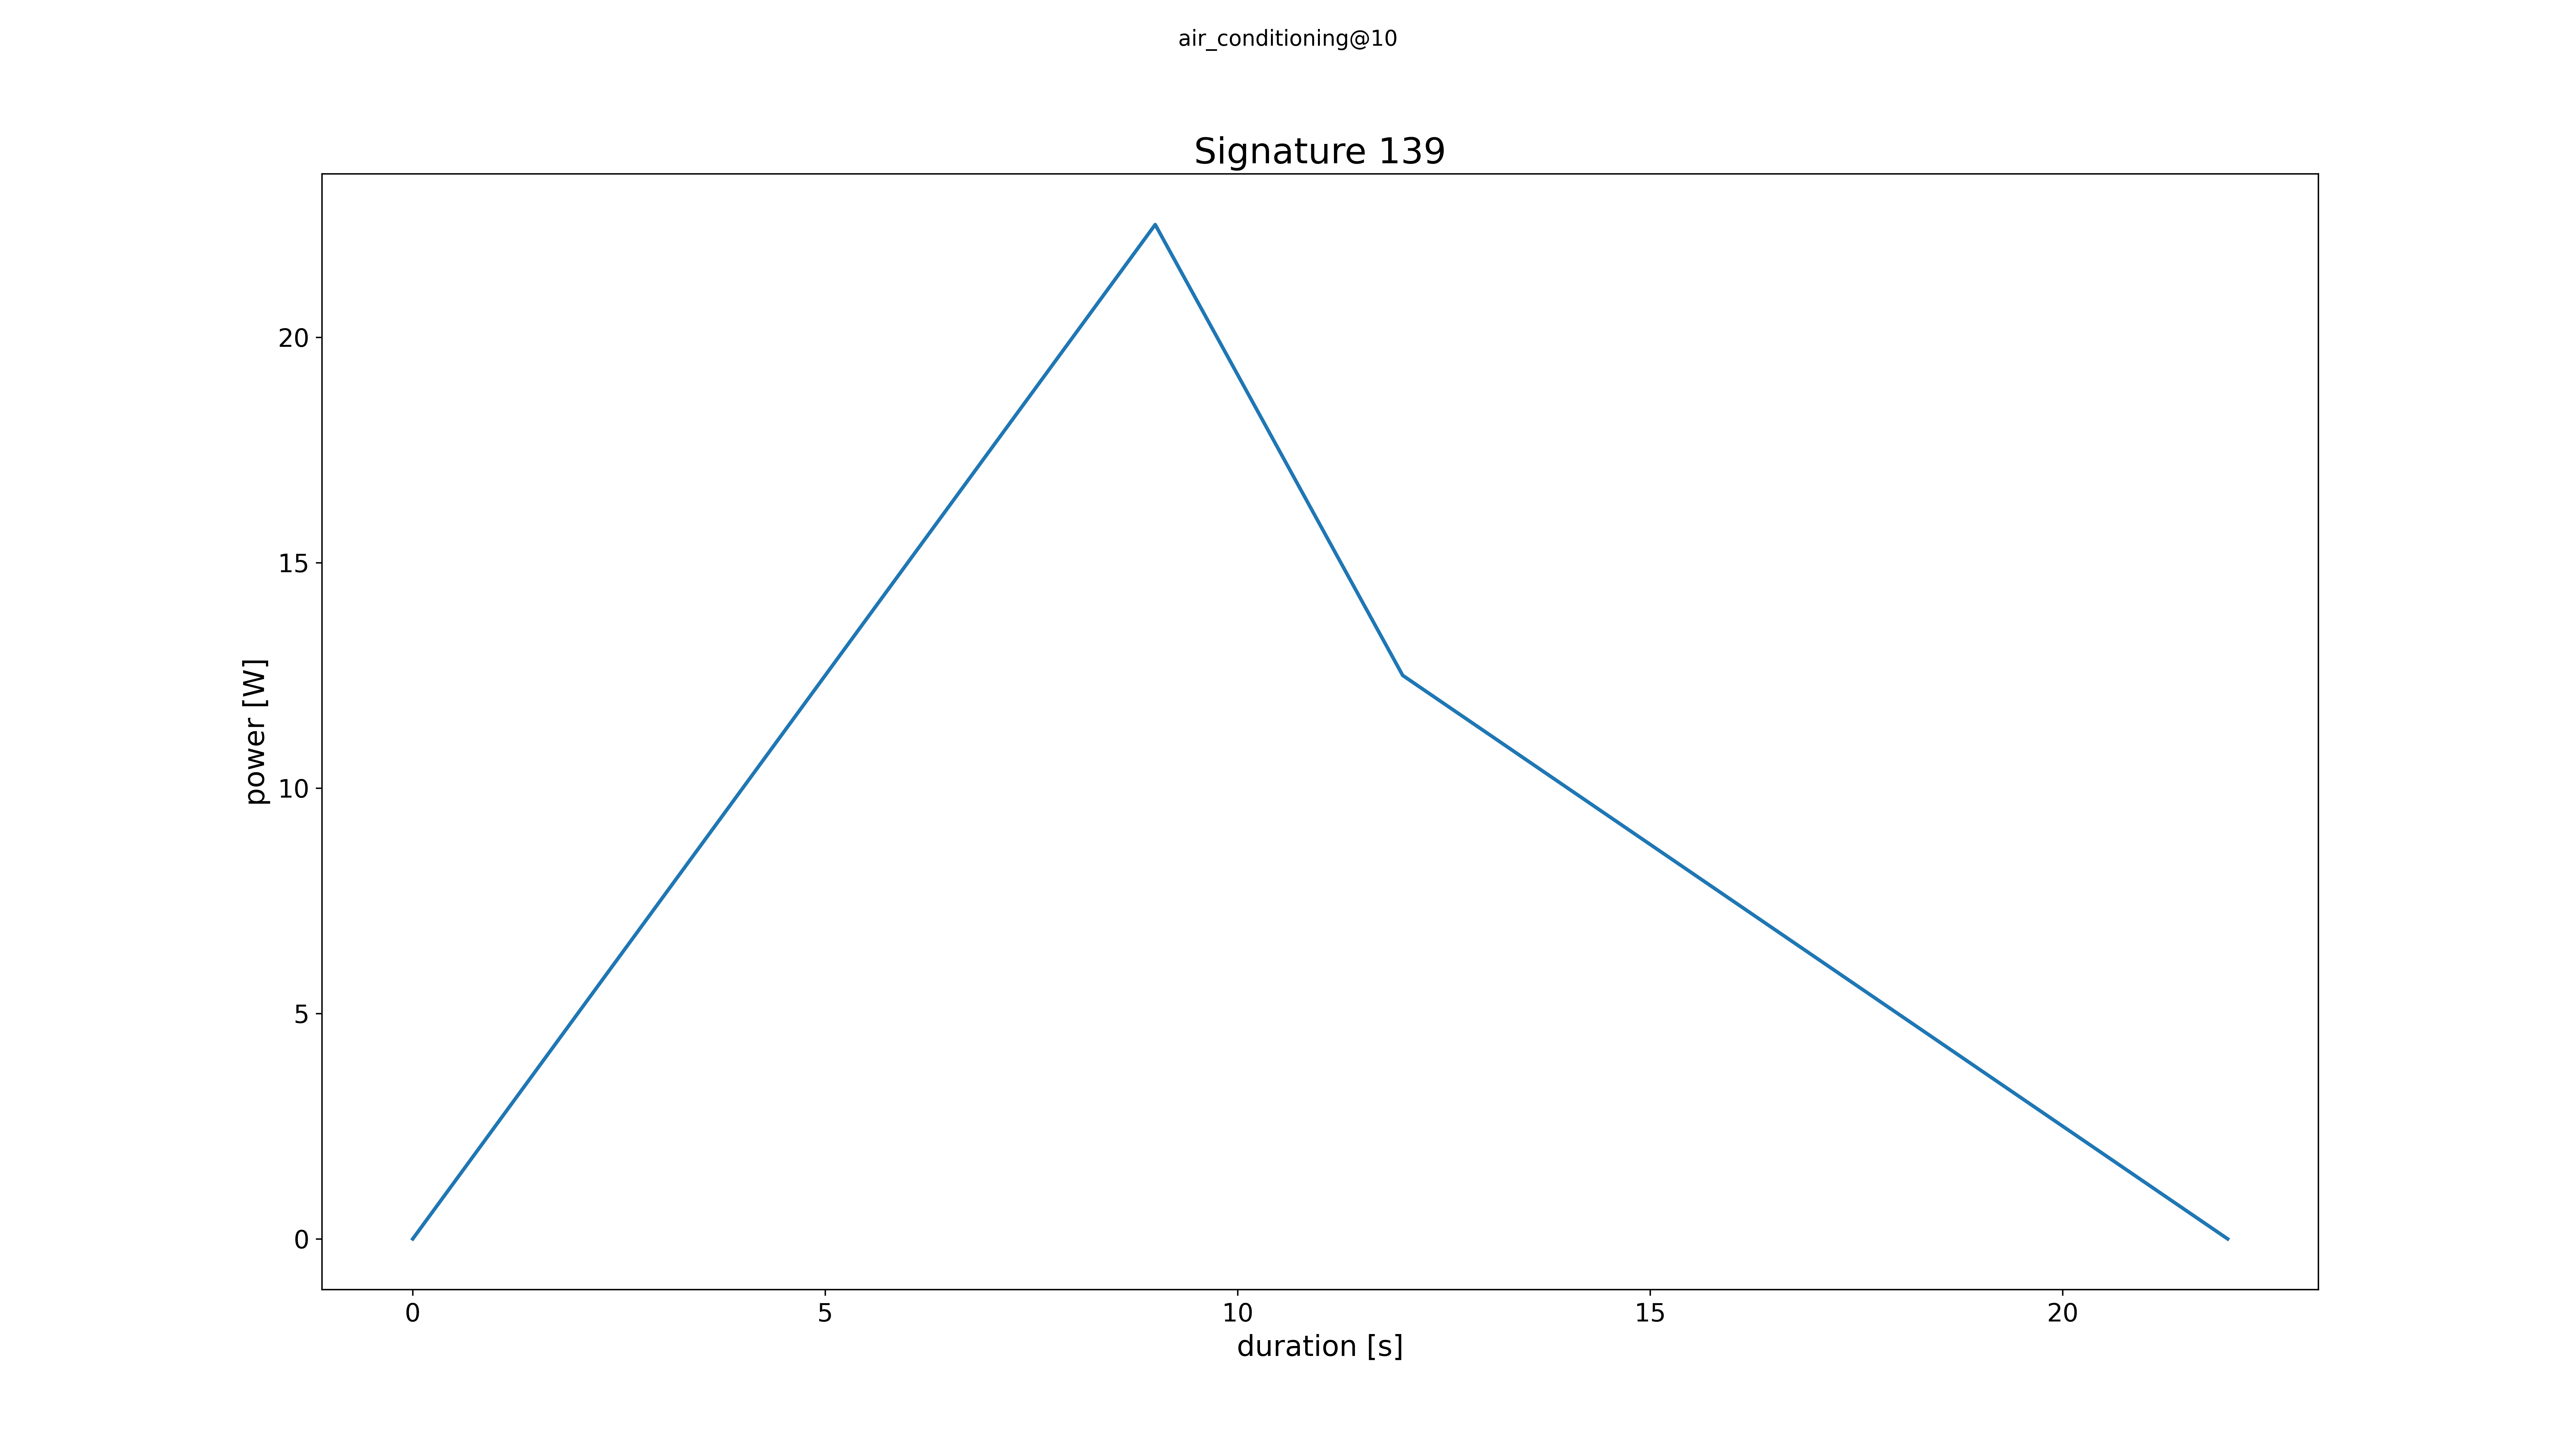 air_conditioning@10
Signature 139
power [W]
20
15
10
5
0
0 5 10 15 20
duration [s]